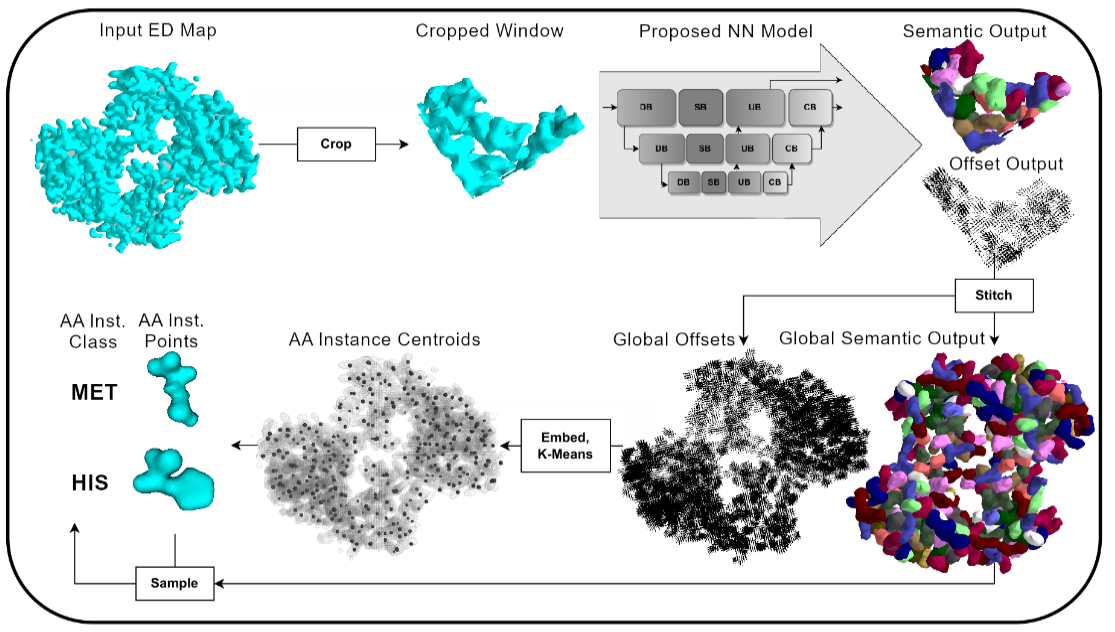 Input ED Map
Cropped Window
Proposed NN Model
Semantic Output
Crop
DB SB UB CB
DB SB UB CB
DB SB UB CB
Offset Output
Stitch
AA Inst.
Class
AA Inst.
Points
AA Instance Centroids
Global Offsets
Global Semantic Output
MET
Embed,
K-Means
HIS
Sample